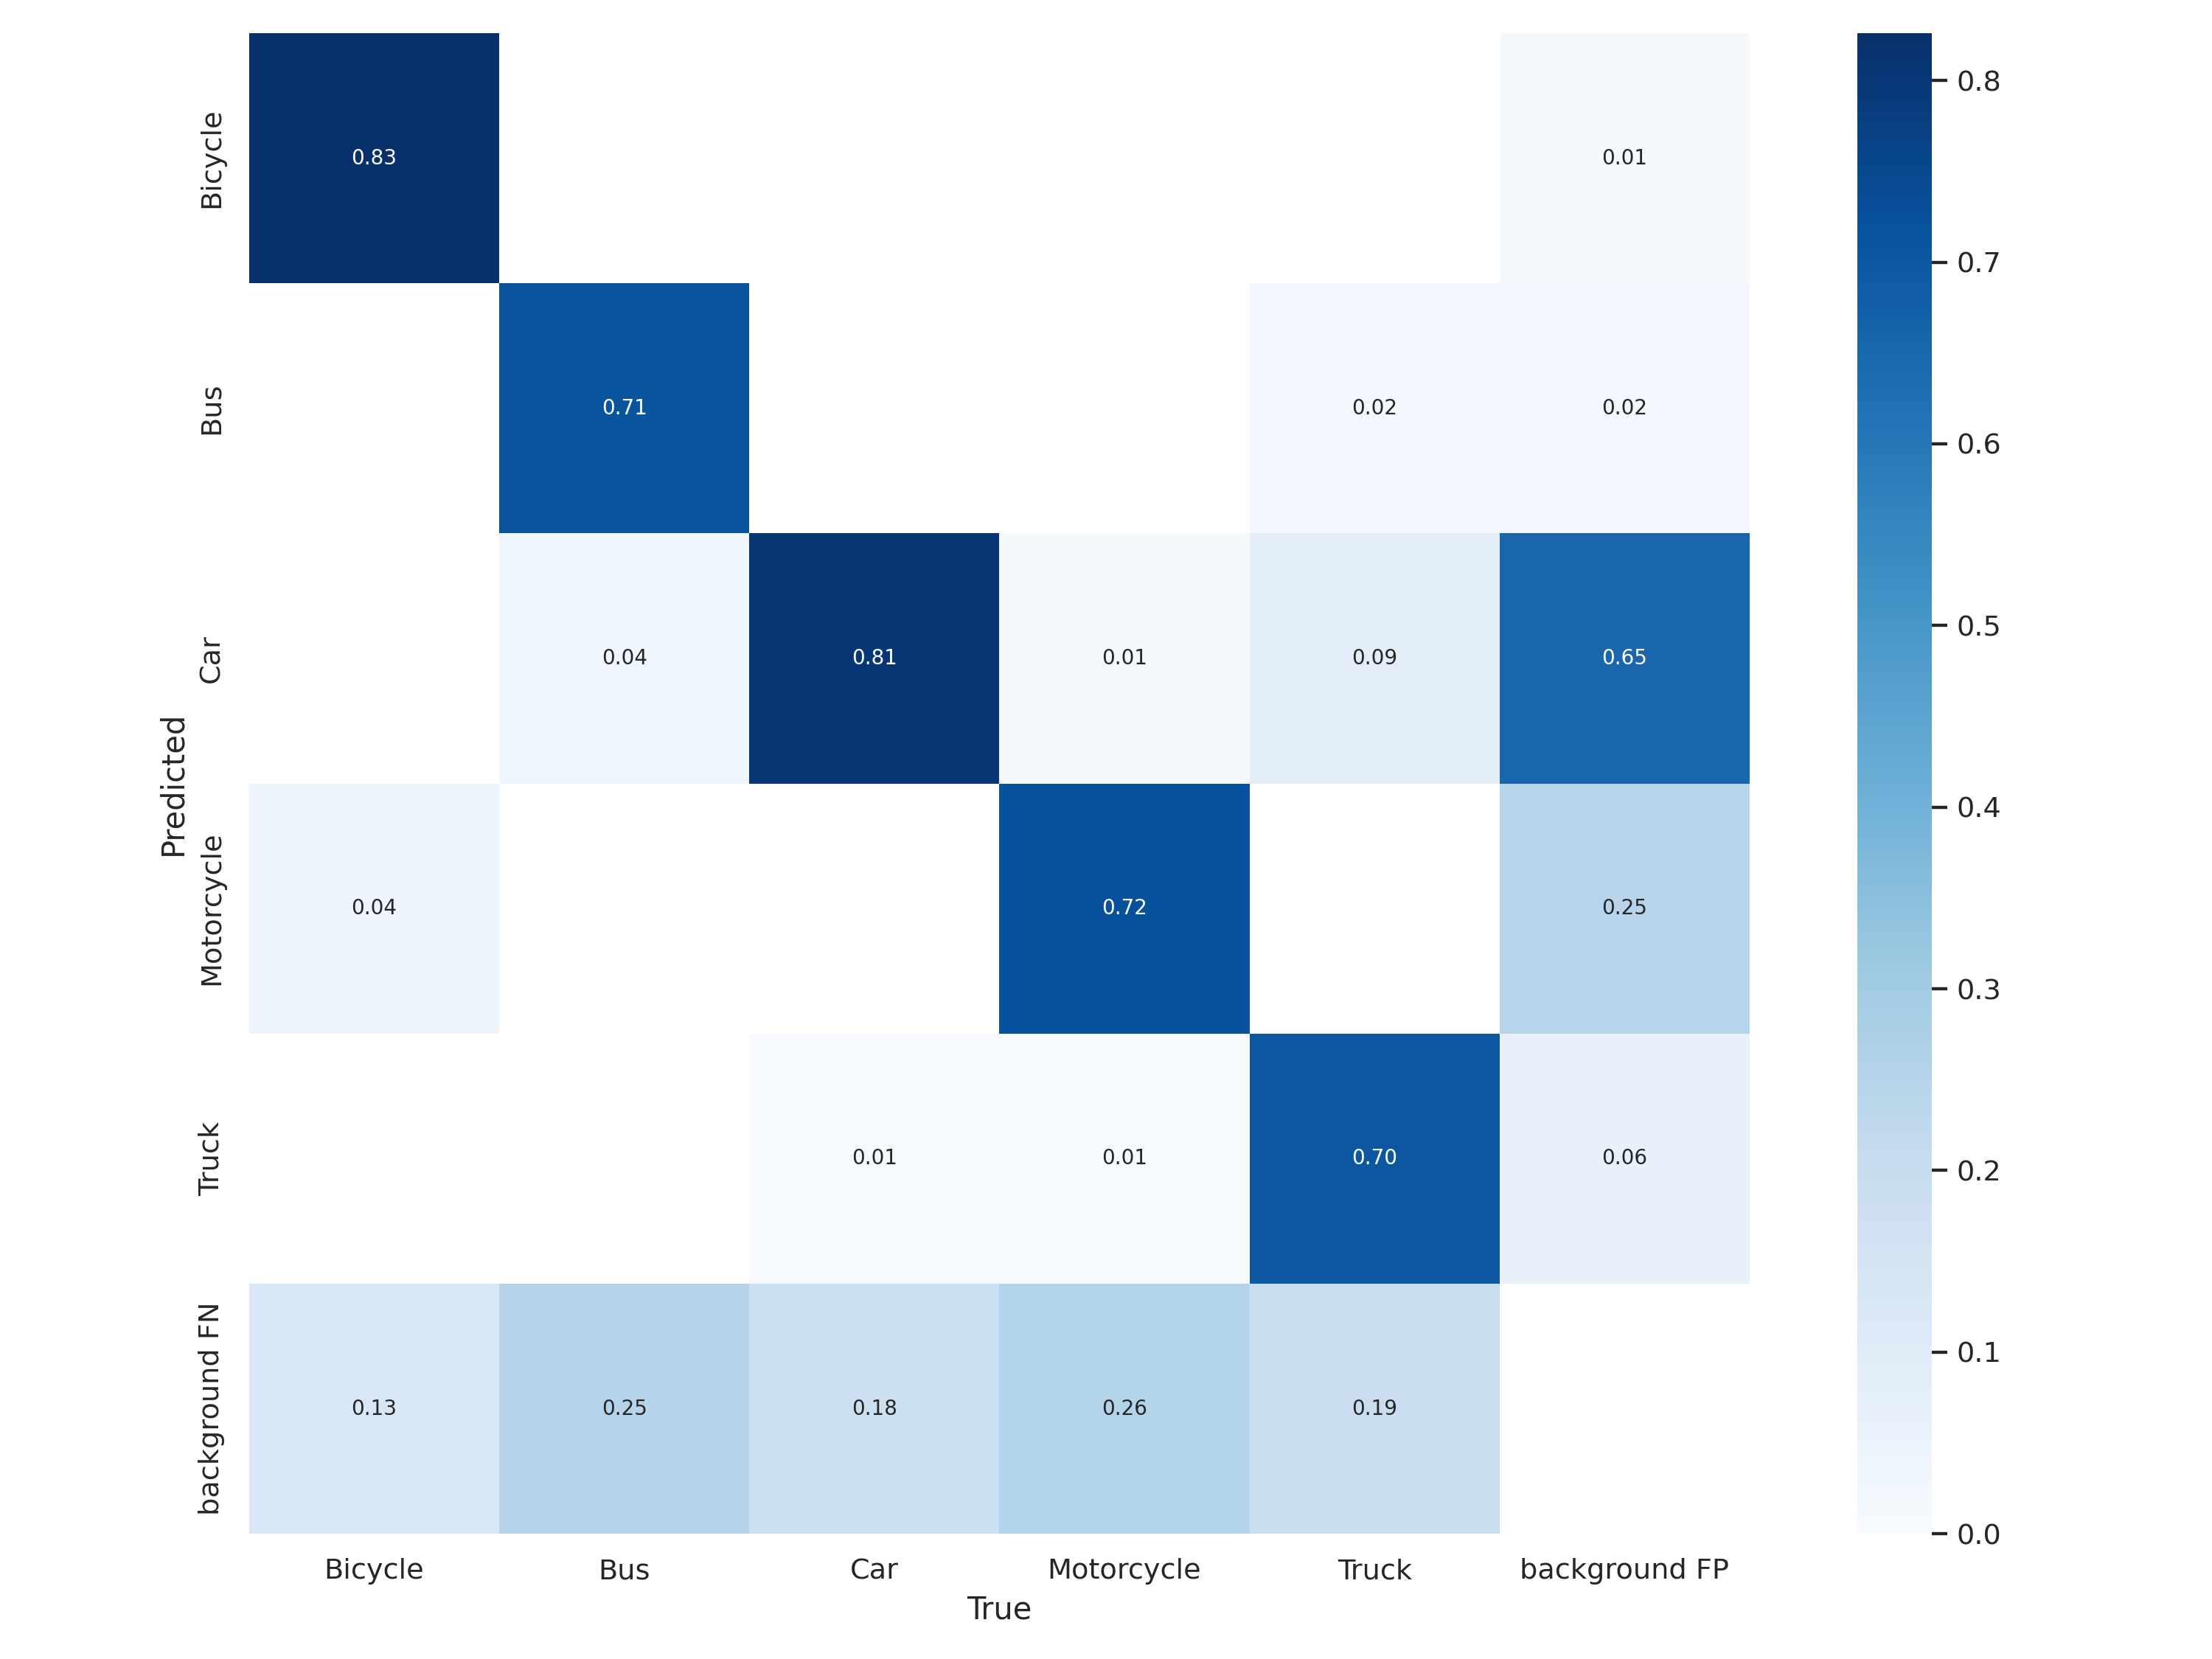 Predicted
Bicycle 0.83 0.01
Bus 0.71 0.02 0.02
Car 0.04 0.81 0.01 0.09 0.65
Motorcycle 0.04 0.72 0.25
Truck 0.01 0.01 0.70 0.06
background FN 0.13 0.25 0.18 0.26 0.19
Bicycle Bus Car Motorcycle Truck background FP
True
0.8
0.7
0.6
0.5
0.4
0.3
0.2
0.1
0.0